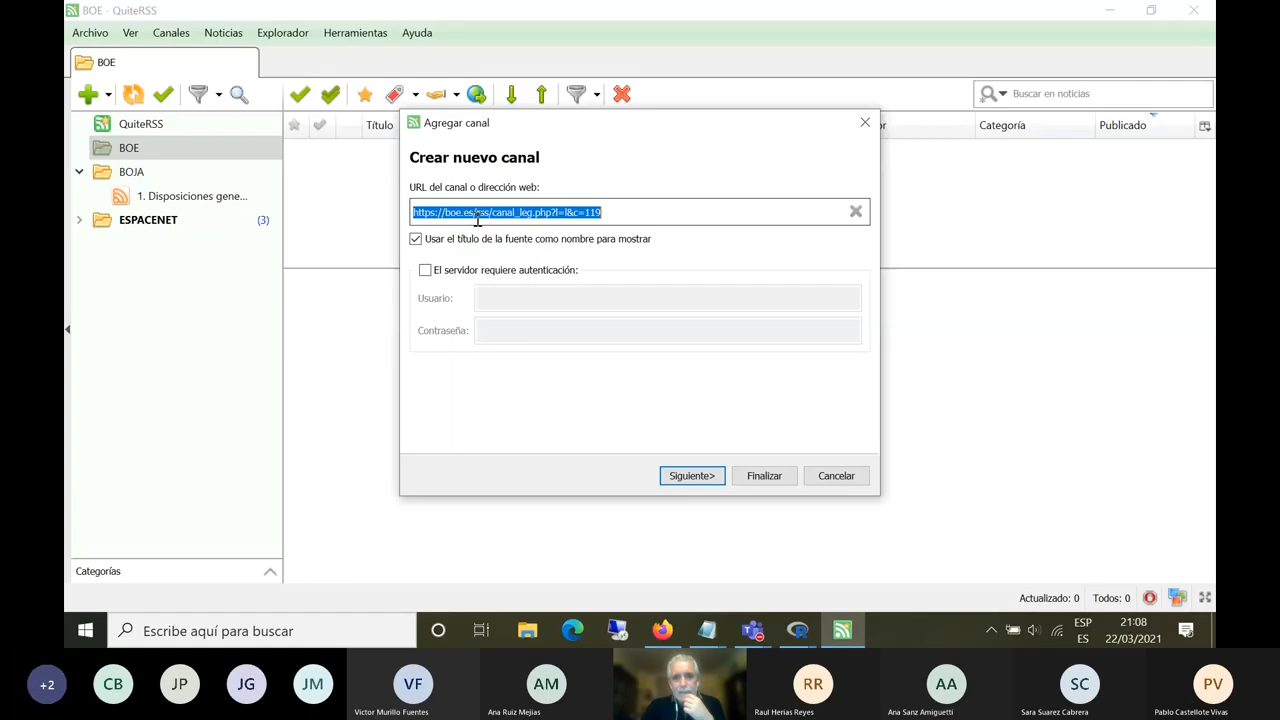 BOE - QuiteRSS
Archivo Ver Canales Noticias Explorador Herramientas Ayuda
BOE
Buscar en noticias
QuiteRSS
Título
or
Categoría
Publicado
BOE
BOJA
1. Disposiciones gene...
ESPACENET (3)
Agregar canal
Crear nuevo canal
URL del canal o dirección web:
https://boe.es/rss/canal_leg.php?l=l&c=119
Usar el título de la fuente como nombre para mostrar
El servidor requiere autenticación:
Usuario:
Contraseña:
Siguiente> Finalizar Cancelar
Categorías
Actualizado: 0 Todos: 0
Escribe aquí para buscar
ESP
ES
21:08
22/03/2021
+2 CB JP JG JM VF AM RR AA SC PV
Victor Murillo Fuentes Ana Ruiz Mejias Raul Herias Reyes Ana Sanz Amiguetti Sara Suarez Cabrera Pablo Castellote Vivas